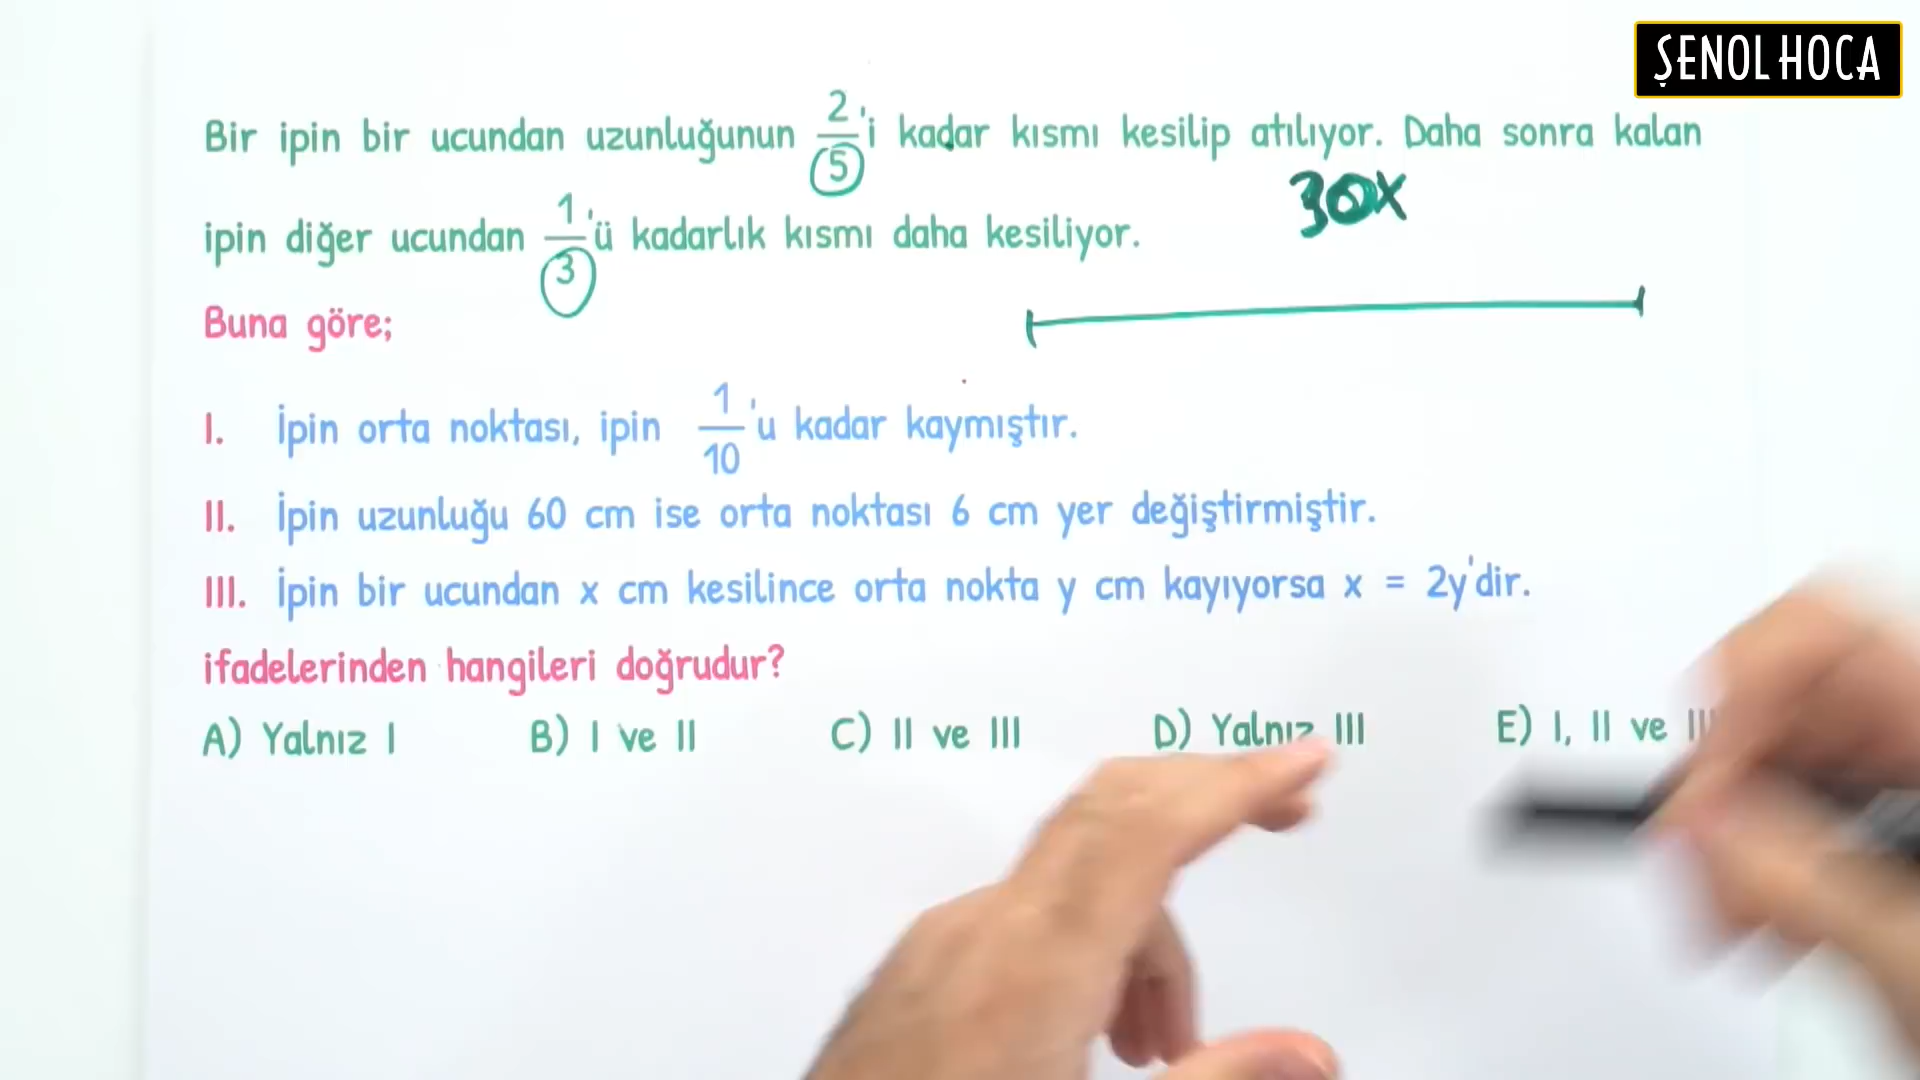 ŞENOL HOCA
Bir ipin bir ucundan uzunluğunun 2/5'i kadar kısmı kesilip atılıyor. Daha sonra kalan
30x
ipin diğer ucundan 1/3'ü kadarlık kısmı daha kesiliyor.
Buna göre;
I. İpin orta noktası, ipin 1/10'u kadar kaymıştır.
II. İpin uzunluğu 60 cm ise orta noktası 6 cm yer değiştirmiştir.
III. İpin bir ucundan x cm kesilince orta nokta y cm kayıyorsa x = 2y'dir.
ifadelerinden hangileri doğrudur?
A) Yalnız I B) I ve II C) II ve III D) Yalnız III E) I, II ve